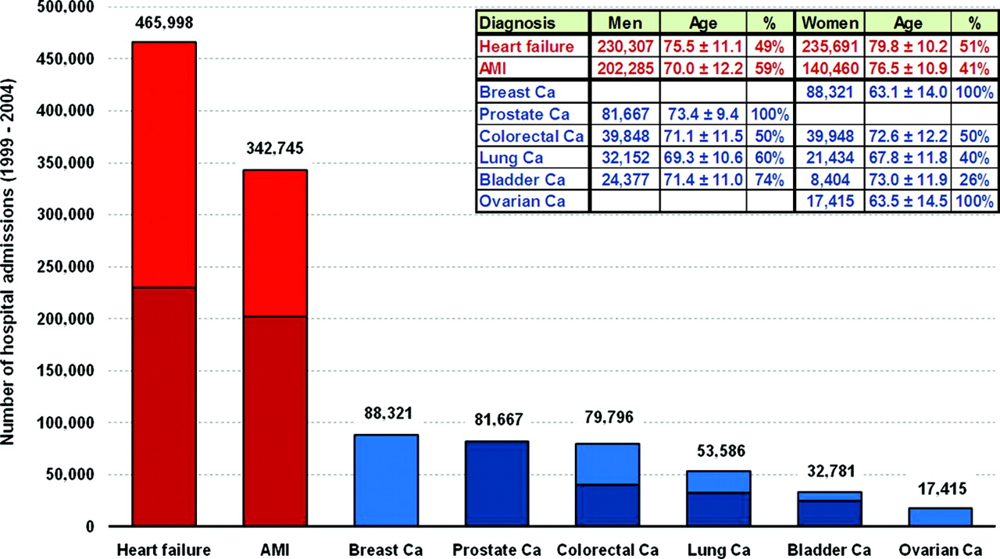 Number of hospital admissions (1999 - 2004)
500,000
450,000
400,000
350,000
300,000
250,000
200,000
150,000
100,000
50,000
0
465,998
342,745
88,321
81,667
79,796
53,586
32,781
17,415
Heart failure AMI Breast Ca Prostate Ca Colorectal Ca Lung Ca Bladder Ca Ovarian Ca
Diagnosis Men Age % Women Age %
Heart failure 230,307 75.5 ± 11.1 49% 235,691 79.8 ± 10.2 51%
AMI 202,285 70.0 ± 12.2 59% 140,460 76.5 ± 10.9 41%
Breast Ca 88,321 63.1 ± 14.0 100%
Prostate Ca 81,667 73.4 ± 9.4 100%
Colorectal Ca 39,848 71.1 ± 11.5 50% 39,948 72.6 ± 12.2 50%
Lung Ca 32,152 69.3 ± 10.6 60% 21,434 67.8 ± 11.8 40%
Bladder Ca 24,377 71.4 ± 11.0 74% 8,404 73.0 ± 11.9 26%
Ovarian Ca 17,415 63.5 ± 14.5 100%